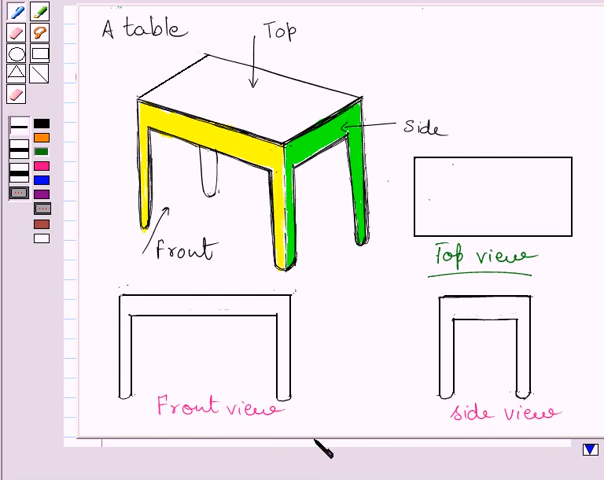 A table
Top
Side
Front
Top view
Front view
side view